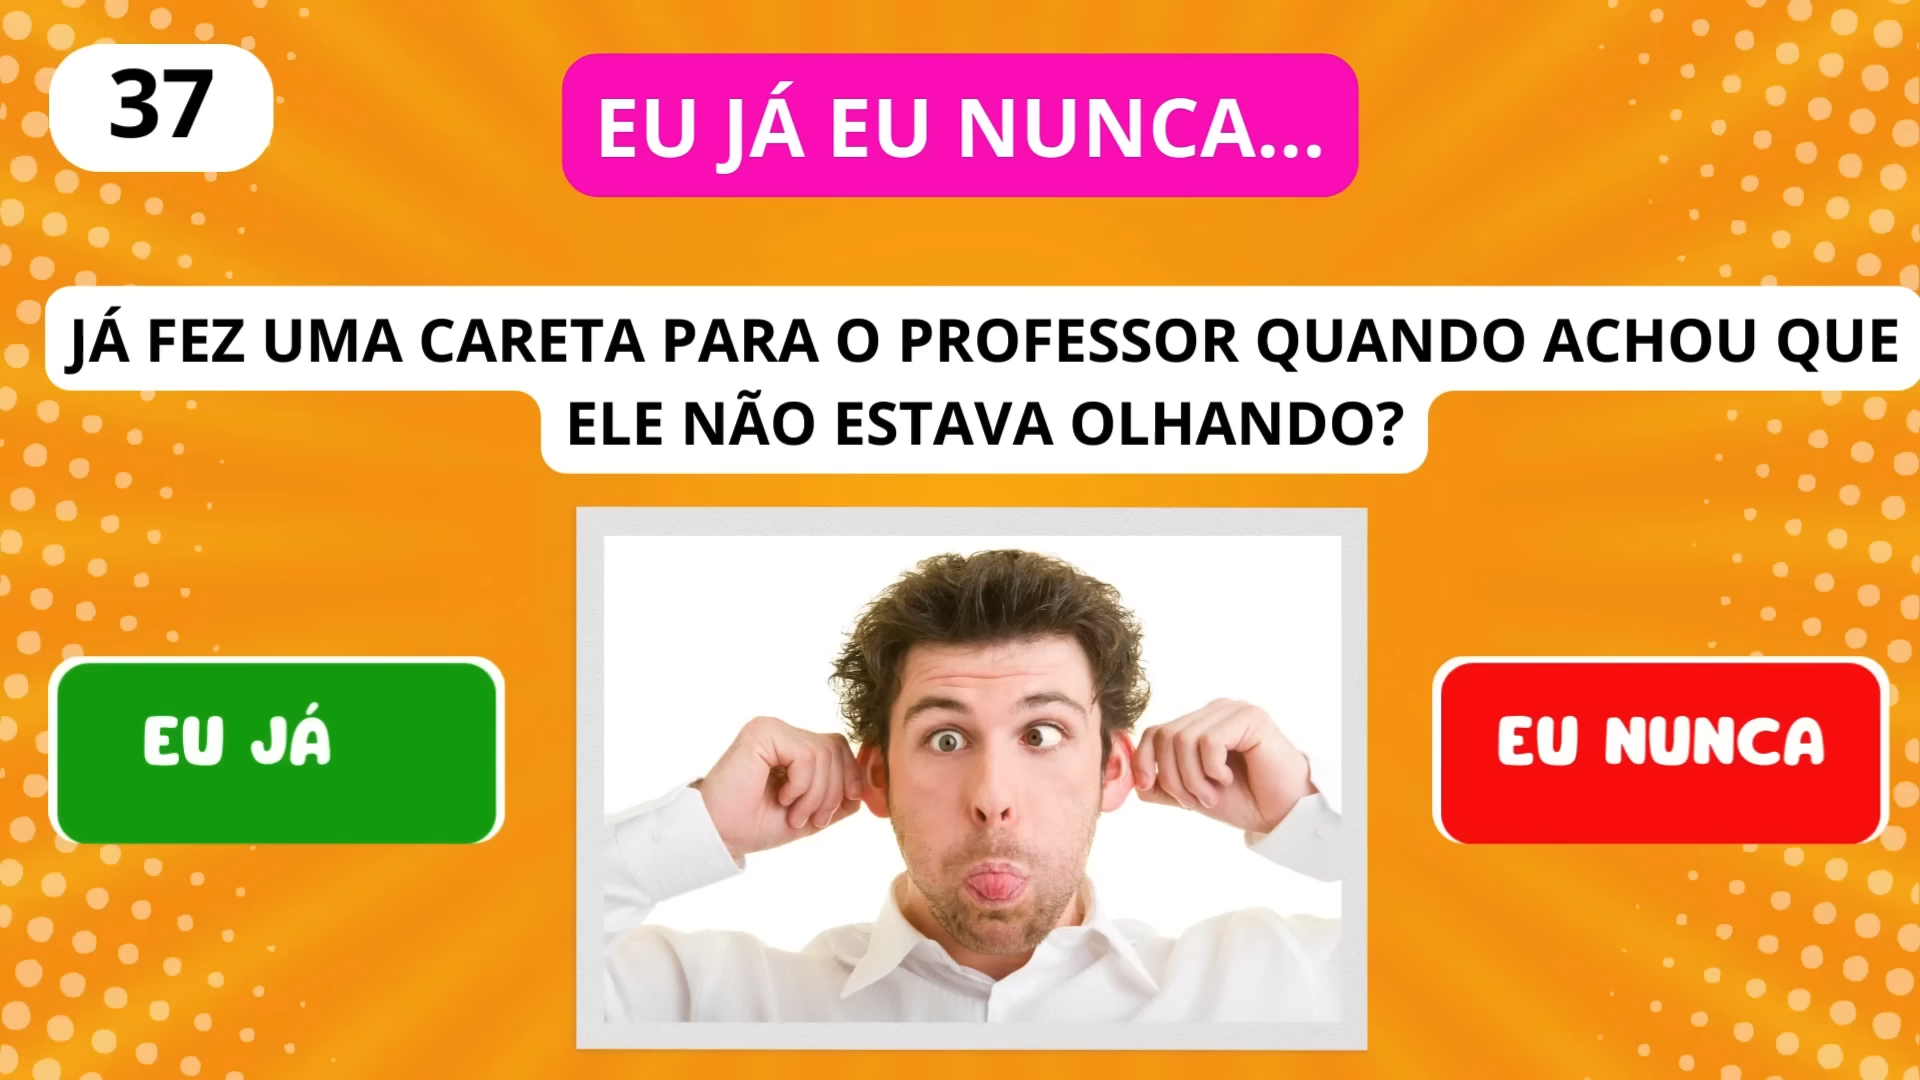 37
EU JÁ EU NUNCA...
JÁ FEZ UMA CARETA PARA O PROFESSOR QUANDO ACHOU QUE
ELE NÃO ESTAVA OLHANDO?
EU JÁ
EU NUNCA